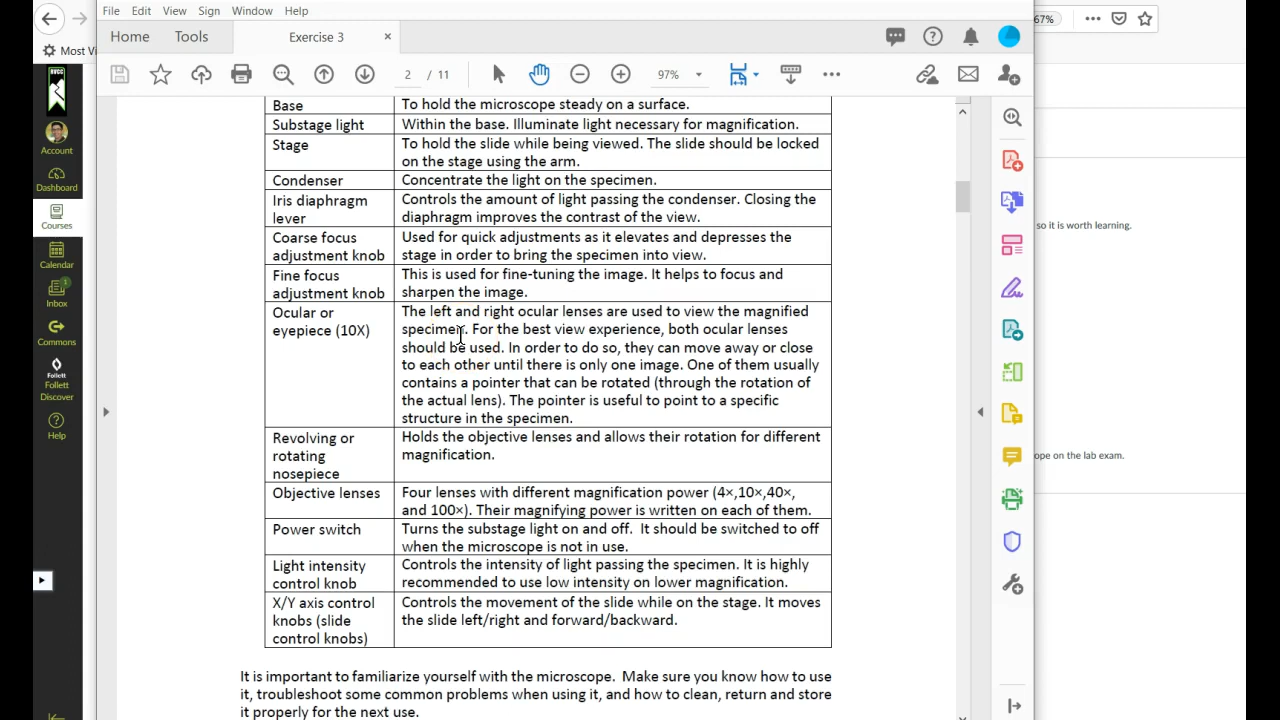 File Edit View Sign Window Help
Home Tools Exercise 3 ×
67%
Most Vi
2 / 11 97%
RVCC
Account
Dashboard
Courses
Calendar
1
Inbox
Commons
Follett
Follett
Discover
Help
Base To hold the microscope steady on a surface.
Substage light Within the base. Illuminate light necessary for magnification.
Stage To hold the slide while being viewed. The slide should be locked
on the stage using the arm.
Condenser Concentrate the light on the specimen.
Iris diaphragm Controls the amount of light passing the condenser. Closing the
lever diaphragm improves the contrast of the view.
Coarse focus Used for quick adjustments as it elevates and depresses the
adjustment knob stage in order to bring the specimen into view.
Fine focus This is used for fine-tuning the image. It helps to focus and
adjustment knob sharpen the image.
Ocular or The left and right ocular lenses are used to view the magnified
eyepiece (10X) specimen. For the best view experience, both ocular lenses
should be used. In order to do so, they can move away or close
to each other until there is only one image. One of them usually
contains a pointer that can be rotated (through the rotation of
the actual lens). The pointer is useful to point to a specific
structure in the specimen.
Revolving or Holds the objective lenses and allows their rotation for different
rotating magnification.
nosepiece
Objective lenses Four lenses with different magnification power (4×,10×,40×,
and 100×). Their magnifying power is written on each of them.
Power switch Turns the substage light on and off. It should be switched to off
when the microscope is not in use.
Light intensity Controls the intensity of light passing the specimen. It is highly
control knob recommended to use low intensity on lower magnification.
X/Y axis control Controls the movement of the slide while on the stage. It moves
knobs (slide the slide left/right and forward/backward.
control knobs)
It is important to familiarize yourself with the microscope. Make sure you know how to use
it, troubleshoot some common problems when using it, and how to clean, return and store
it properly for the next use.
so it is worth learning.
ope on the lab exam.